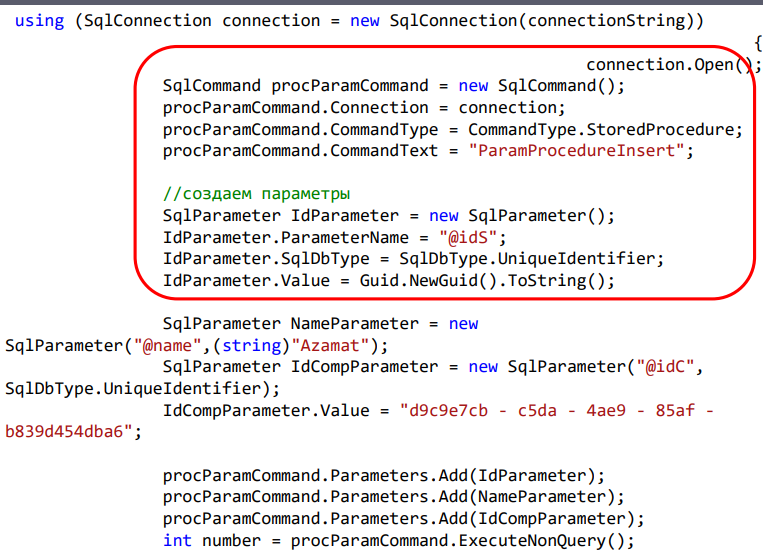 using (SqlConnection connection = new SqlConnection(connectionString))
{
connection.Open();
SqlCommand procParamCommand = new SqlCommand();
procParamCommand.Connection = connection;
procParamCommand.CommandType = CommandType.StoredProcedure;
procParamCommand.CommandText = "ParamProcedureInsert";
//создаем параметры
SqlParameter IdParameter = new SqlParameter();
IdParameter.ParameterName = "@idS";
IdParameter.SqlDbType = SqlDbType.UniqueIdentifier;
IdParameter.Value = Guid.NewGuid().ToString();
SqlParameter NameParameter = new
SqlParameter("@name",(string)"Azamat");
SqlParameter IdCompParameter = new SqlParameter("@idC",
SqlDbType.UniqueIdentifier);
IdCompParameter.Value = "d9c9e7cb - c5da - 4ae9 - 85af -
b839d454dba6";
procParamCommand.Parameters.Add(IdParameter);
procParamCommand.Parameters.Add(NameParameter);
procParamCommand.Parameters.Add(IdCompParameter);
int number = procParamCommand.ExecuteNonQuery();